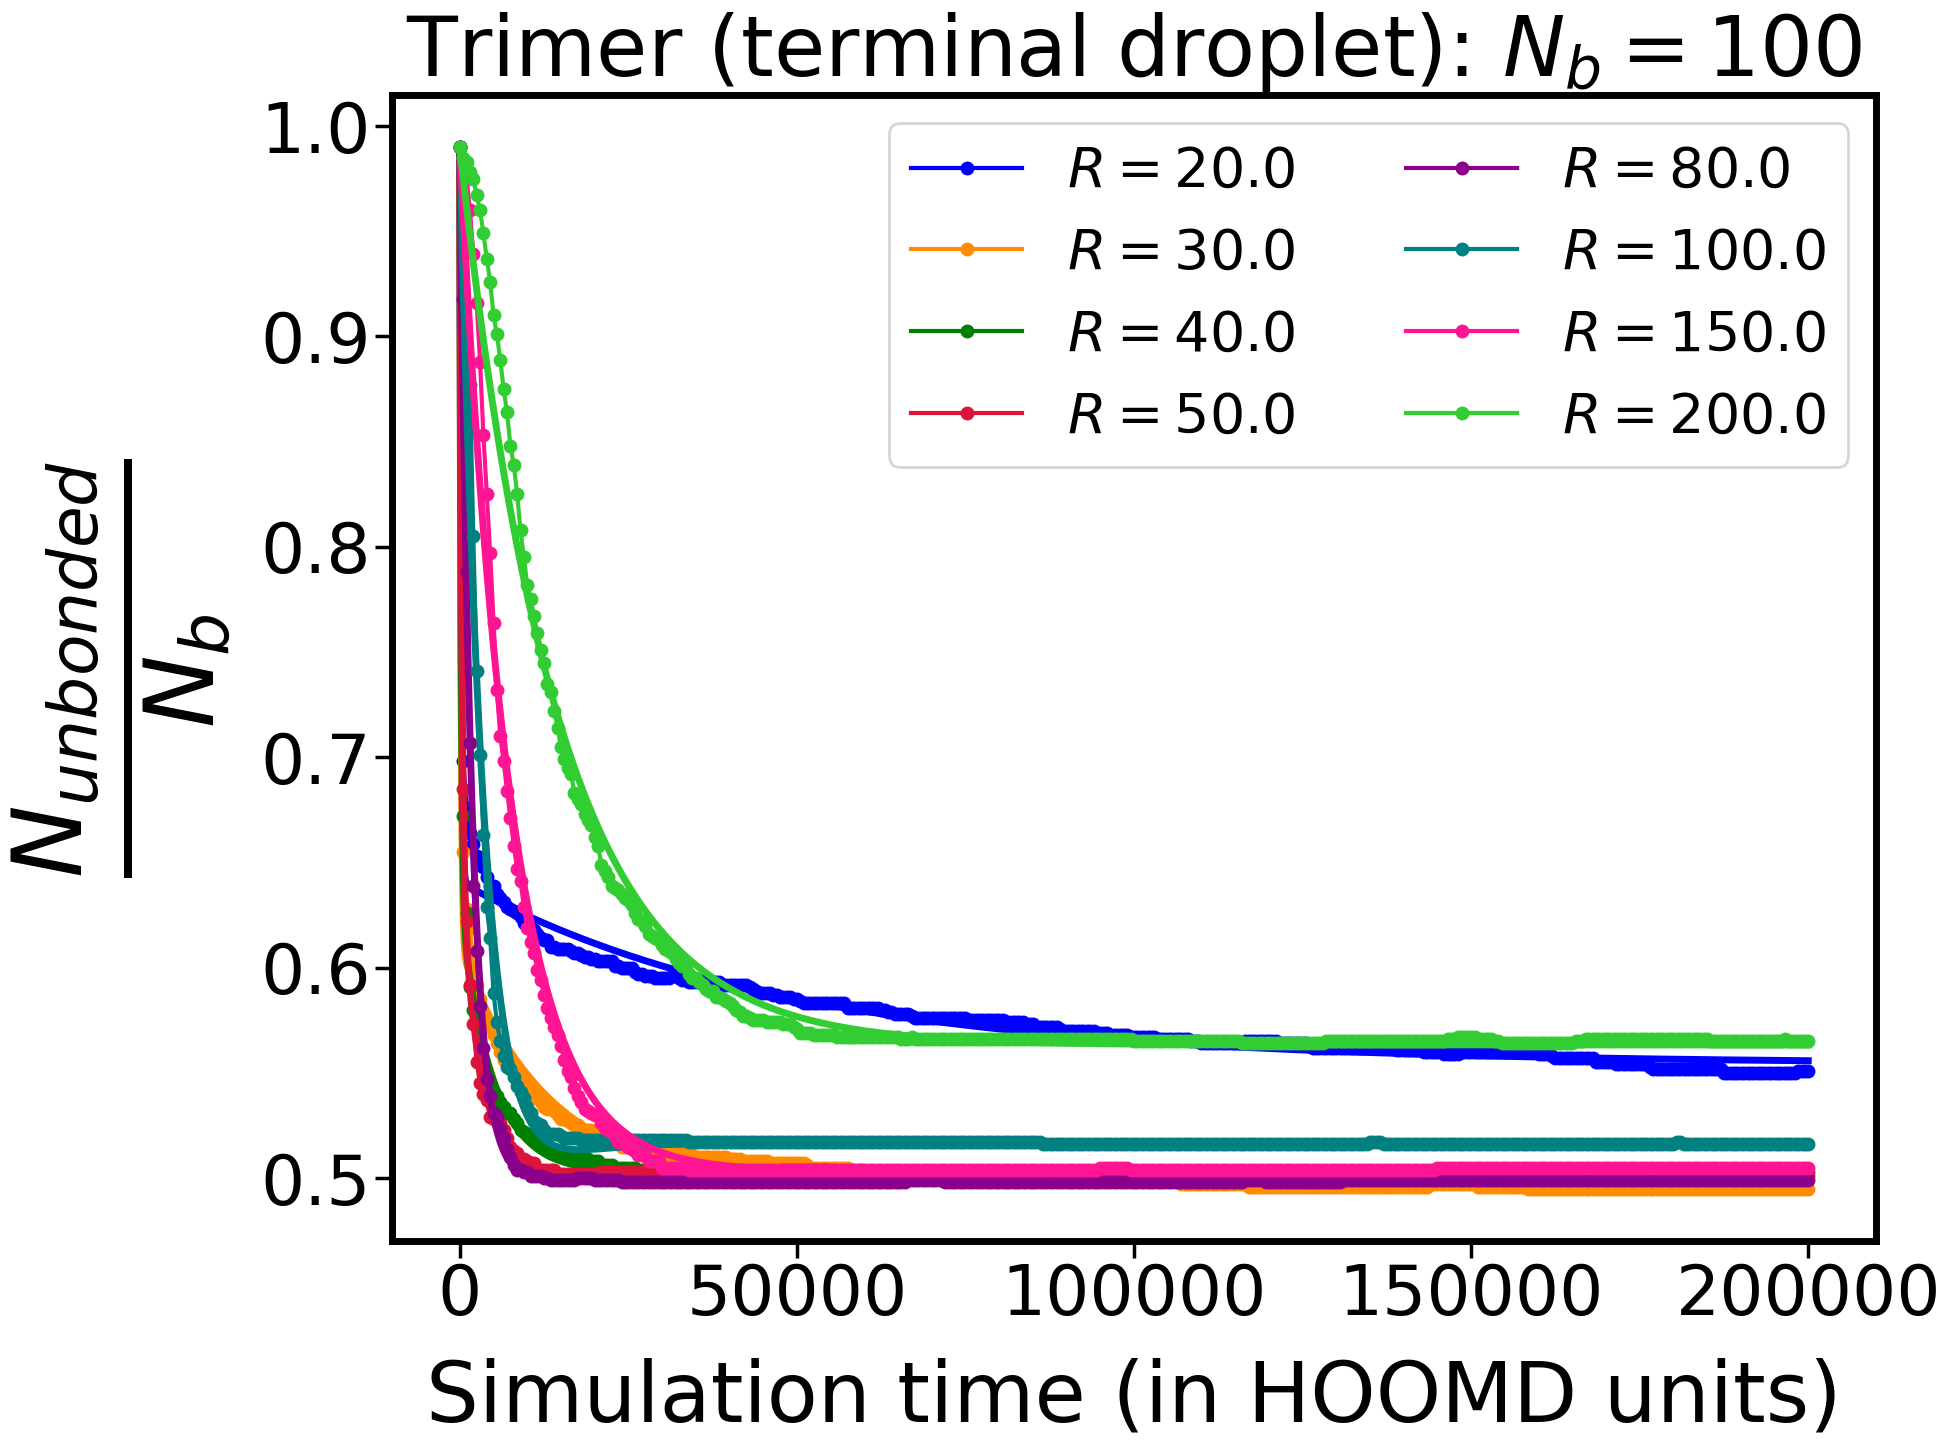 Trimer (terminal droplet): N_b = 100
N_unbonded
N_b
1.0
0.9
0.8
0.7
0.6
0.5
R = 20.0
R = 30.0
R = 40.0
R = 50.0
R = 80.0
R = 100.0
R = 150.0
R = 200.0
0 50000 100000 150000 200000
Simulation time (in HOOMD units)